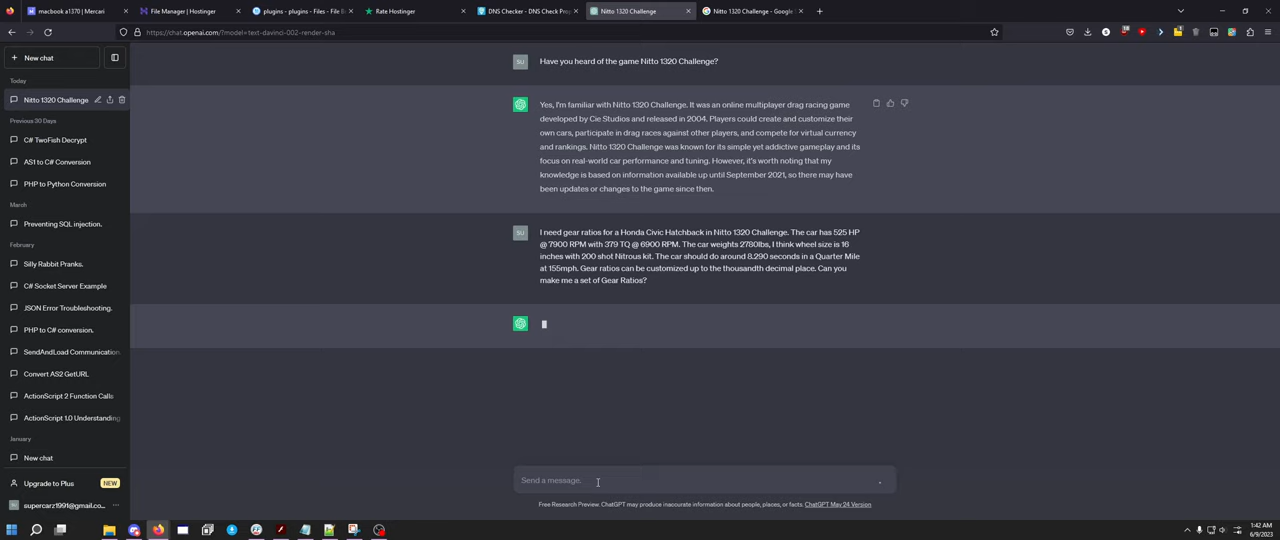 macbook a1370 | Mercari
File Manager | Hostinger
plugins - plugins - Files - File B
Rate Hostinger
DNS Checker - DNS Check Prop
Nitto 1320 Challenge
Nitto 1320 Challenge - Google S
https://chat.openai.com/?model=text-davinci-002-render-sha
New chat
Today
Nitto 1320 Challenge
Previous 30 Days
C# TwoFish Decrypt
AS1 to C# Conversion
PHP to Python Conversion
March
Preventing SQL injection.
February
Silly Rabbit Pranks.
C# Socket Server Example
JSON Error Troubleshooting.
PHP to C# conversion.
SendAndLoad Communication
Convert AS2 GetURL
ActionScript 2 Function Calls
ActionScript 1.0 Understanding
January
New chat
Upgrade to Plus
NEW
supercarz1991@gmail.co...
SU
Have you heard of the game Nitto 1320 Challenge?
Yes, I'm familiar with Nitto 1320 Challenge. It was an online multiplayer drag racing game
developed by Cie Studios and released in 2004. Players could create and customize their
own cars, participate in drag races against other players, and compete for virtual currency
and rankings. Nitto 1320 Challenge was known for its simple yet addictive gameplay and its
focus on real-world car performance and tuning. However, it's worth noting that my
knowledge is based on information available up until September 2021, so there may have
been updates or changes to the game since then.
SU
I need gear ratios for a Honda Civic Hatchback in Nitto 1320 Challenge. The car has 525 HP
@ 7900 RPM with 379 TQ @ 6900 RPM. The car weights 2780lbs, I think wheel size is 16
inches with 200 shot Nitrous kit. The car should do around 8.290 seconds in a Quarter Mile
at 155mph. Gear ratios can be customized up to the thousandth decimal place. Can you
make me a set of Gear Ratios?
Send a message.
Free Research Preview. ChatGPT may produce inaccurate information about people, places, or facts. ChatGPT May 24 Version
1:42 AM
6/9/2023